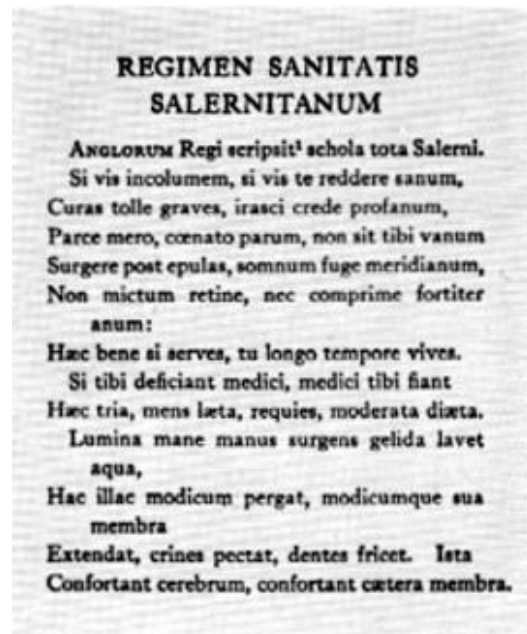 REGIMEN SANITATIS
SALERNITANUM
ANGLORUM Regi scripsit¹ schola tota Salerni.
Si vis incolumem, si vis te reddere sanum,
Curas tolle graves, irasci crede profanum,
Parce mero, cœnato parum, non sit tibi vanum
Surgere post epulas, somnum fuge meridianum,
Non mictum retine, nec comprime fortiter
anum:
Hæc bene si serves, tu longo tempore vives.
Si tibi deficiant medici, medici tibi fiant
Hæc tria, mens læta, requies, moderata diæta.
Lumina mane manus surgens gelida lavet
aqua,
Hac illac modicum pergat, modicumque sua
membra
Extendat, crines pectat, dentes fricet. Ista
Confortant cerebrum, confortant cætera membra.